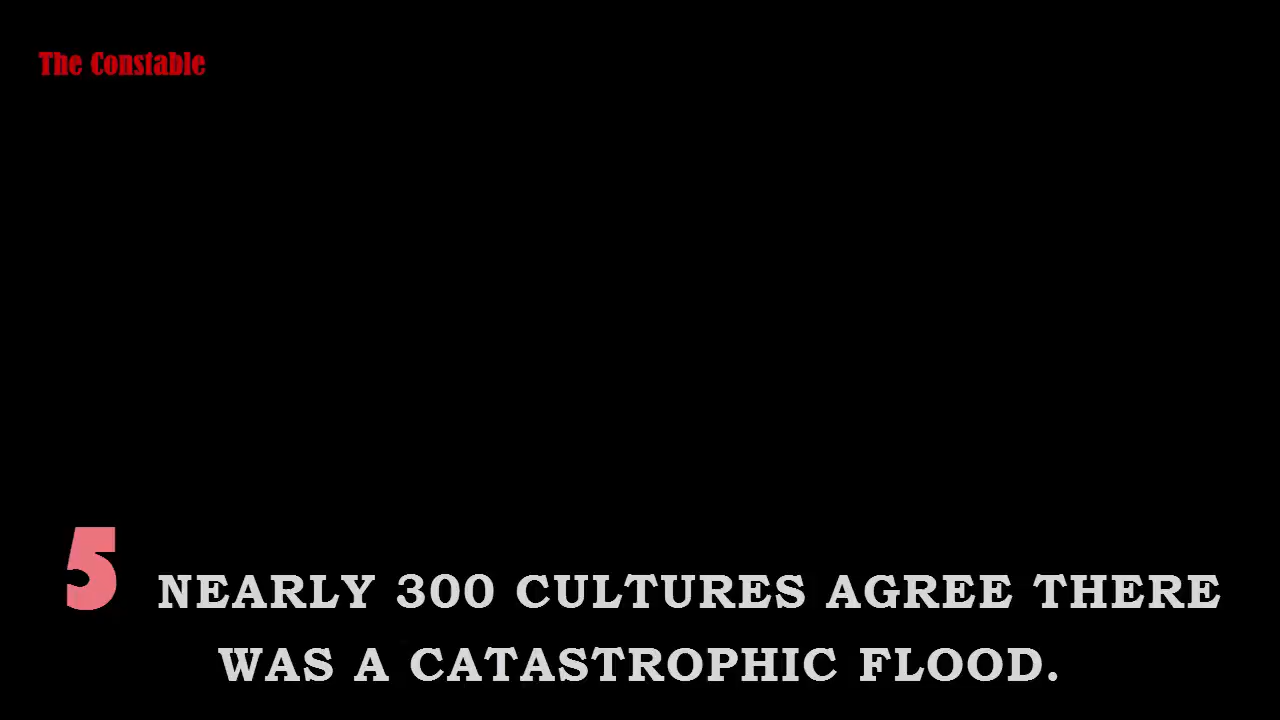 The Constable
5 NEARLY 300 CULTURES AGREE THERE
WAS A CATASTROPHIC FLOOD.